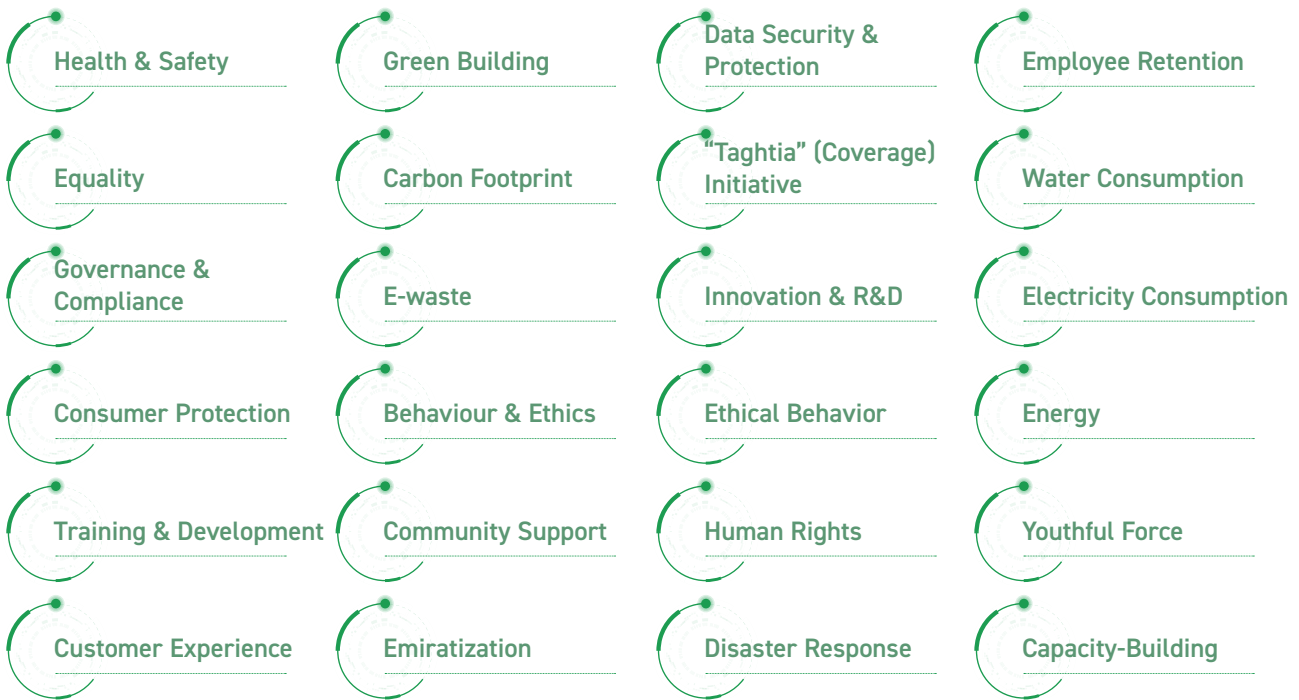 Health & Safety
Green Building
Data Security &
Protection
Employee Retention
Equality
Carbon Footprint
“Taghtia” (Coverage)
Initiative
Water Consumption
Governance &
Compliance
E-waste
Innovation & R&D
Electricity Consumption
Consumer Protection
Behaviour & Ethics
Ethical Behavior
Energy
Training & Development
Community Support
Human Rights
Youthful Force
Customer Experience
Emiratization
Disaster Response
Capacity-Building